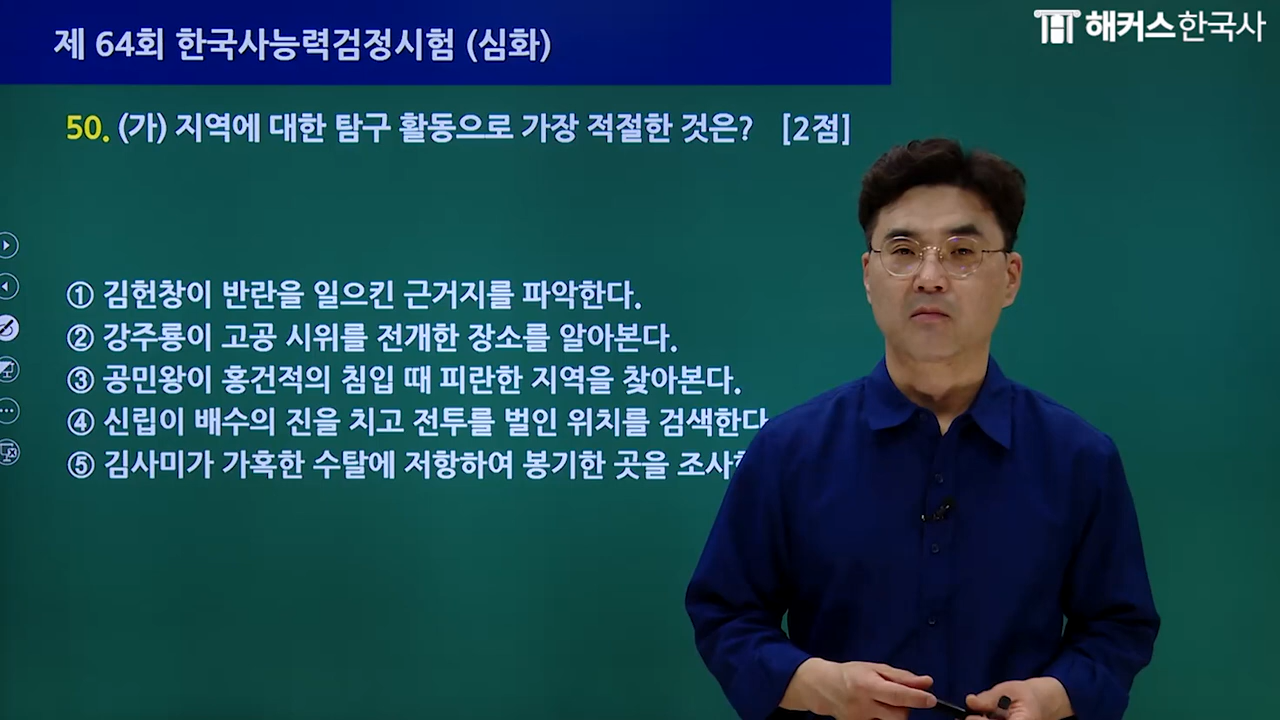 제 64회 한국사능력검정시험 (심화)
해커스한국사
50. (가) 지역에 대한 탐구 활동으로 가장 적절한 것은? [2점]
① 김헌창이 반란을 일으킨 근거지를 파악한다.
② 강주룡이 고공 시위를 전개한 장소를 알아본다.
③ 공민왕이 홍건적의 침입 때 피란한 지역을 찾아본다.
④ 신립이 배수의 진을 치고 전투를 벌인 위치를 검색한다
⑤ 김사미가 가혹한 수탈에 저항하여 봉기한 곳을